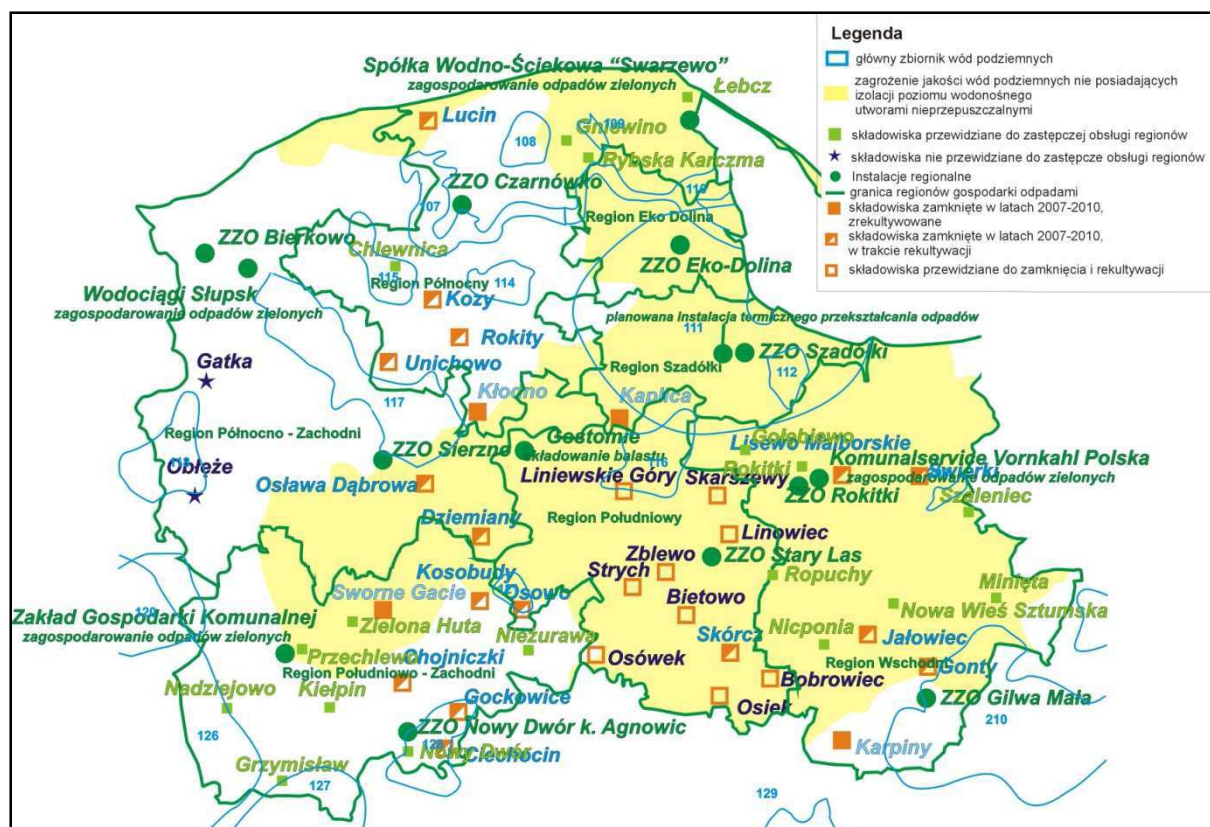 Legenda
główny zbiornik wód podziemnych
zagrożenie jakości wód podziemnych nie posiadających
izolacji poziomu wodonośnego
utworami nieprzepuszczalnymi
składowiska przewidziane do zastępczej obsługi regionów
składowiska nie przewidziane do zastępcze obsługi regionów
Instalacje regionalne
granica regionów gospodarki odpadami
składowiska zamknięte w latach 2007-2010,
zrekultywowane
składowiska zamknięte w latach 2007-2010,
w trakcie rekultywacji
składowiska przewidziane do zamknięcia i rekultywacji
Spółka Wodno-Ściekowa “Swarzewo”
zagospodarowanie odpadów zielonych
Łebcz
Lucin
108
109
Gniewino
Rybska Karczma
ZZO Czarnówko
107
110
Region Eko Dolina
ZZO Bierkowo
Chlewnica
115
Region Północny
114
ZZO Eko-Dolina
Wodociągi Słupsk
zagospodarowanie odpadów zielonych
Kozy
planowana instalacja termicznego przekształcania odpadów
111
Rokity
Gatka
Unichowo
Region Szadółki
ZZO Szadółki
112
Kłodno
Kaplica
117
Region Północno - Zachodni
ZZO Sierzno
Gostomie
składowanie balastu
116
Gołębiewo
Lisewo Malborskie
Obłęże
Rokitki
Komunalservice Vornkahl Polska
zagospodarowanie odpadów zielonych
Świerki
Osława Dąbrowa
Liniewskie Góry
Skarszewy
ZZO Rokitki
Szaleniec
Dziemiany
Region Południowy
Linowiec
Zblewo
ZZO Stary Las
Kosobudy
Strych
Ropuchy
Sworne Gacie
Osowo
Bietowo
Minięta
120
Zakład Gospodarki Komunalnej
zagospodarowanie odpadów zielonych
Zielona Huta
Nowa Wieś Sztumska
Nieżurawa
Skórcz
Nicponia
Jałowiec
Przechlewo
Chojniczki
Osówek
Region Wschodni
Gonty
Region Południowo - Zachodni
Bobrowiec
Nadziejowo
Kiełpin
Gockowice
Osiek
ZZO Gilwa Mała
210
126
ZZO Nowy Dwór k. Agnowic
Nowy Dwór
Ciechocin
Karpiny
Grzymisław
127
129